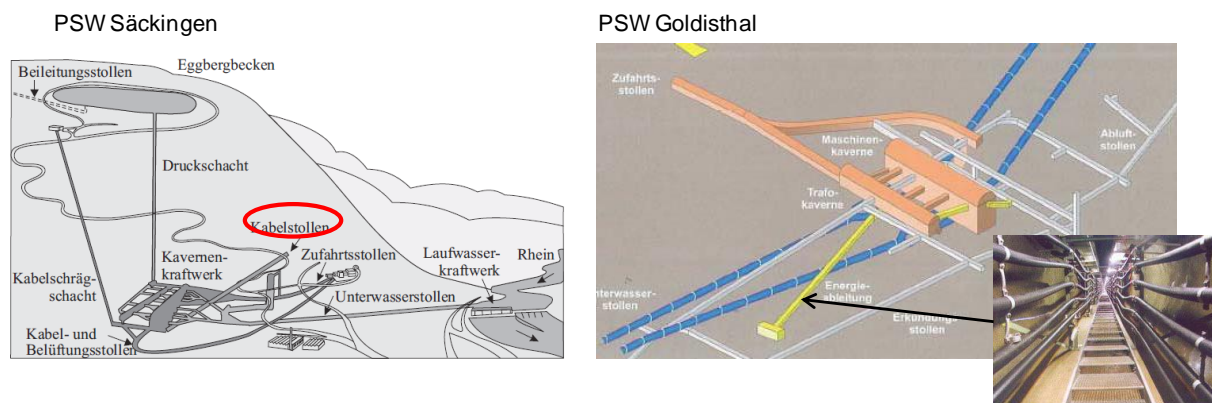 PSW Säckingen
PSW Goldisthal
Eggbergbecken
Beileitungsstollen
Druckschacht
Kabelstollen
Kavernen-
kraftwerk
Zufahrtsstollen
Laufwasser-
kraftwerk
Rhein
Kabelschräg-
schacht
Unterwasserstollen
Kabel- und
Belüftungsstollen
Zufahrts-
stollen
Maschinen-
kaverne
Abluft-
stollen
Trafo-
kaverne
Energie-
ableitung
nterwasser-
stollen
Erkundungs
stollen